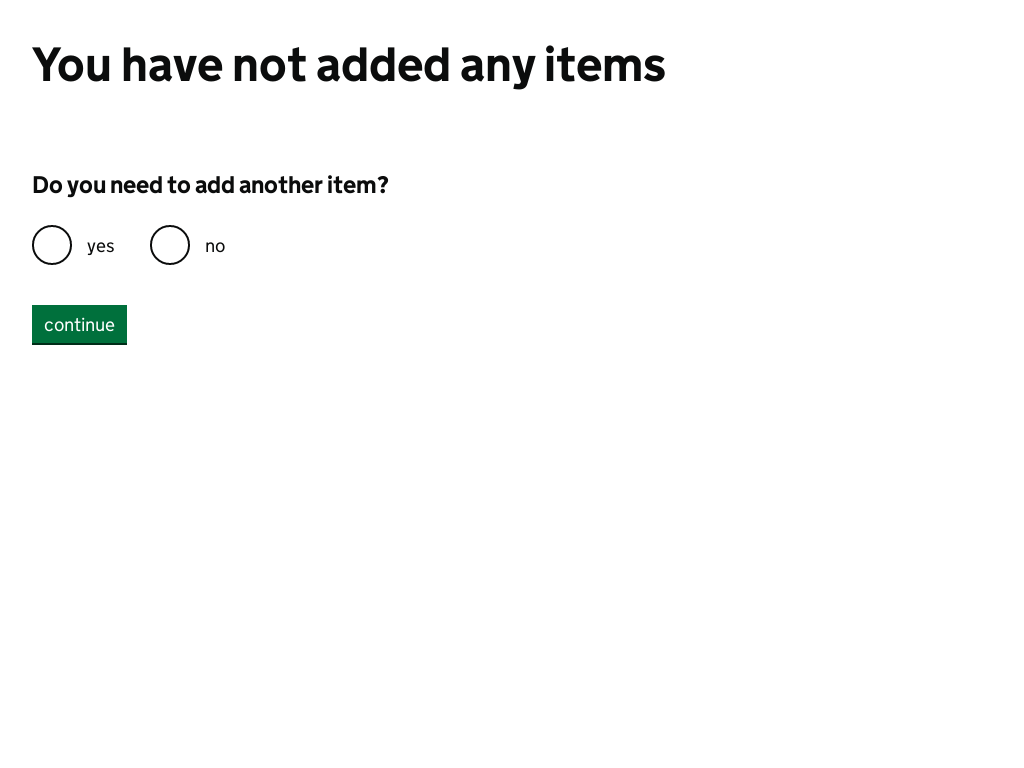 You have not added any items
Do you need to add another item?
yes no
continue